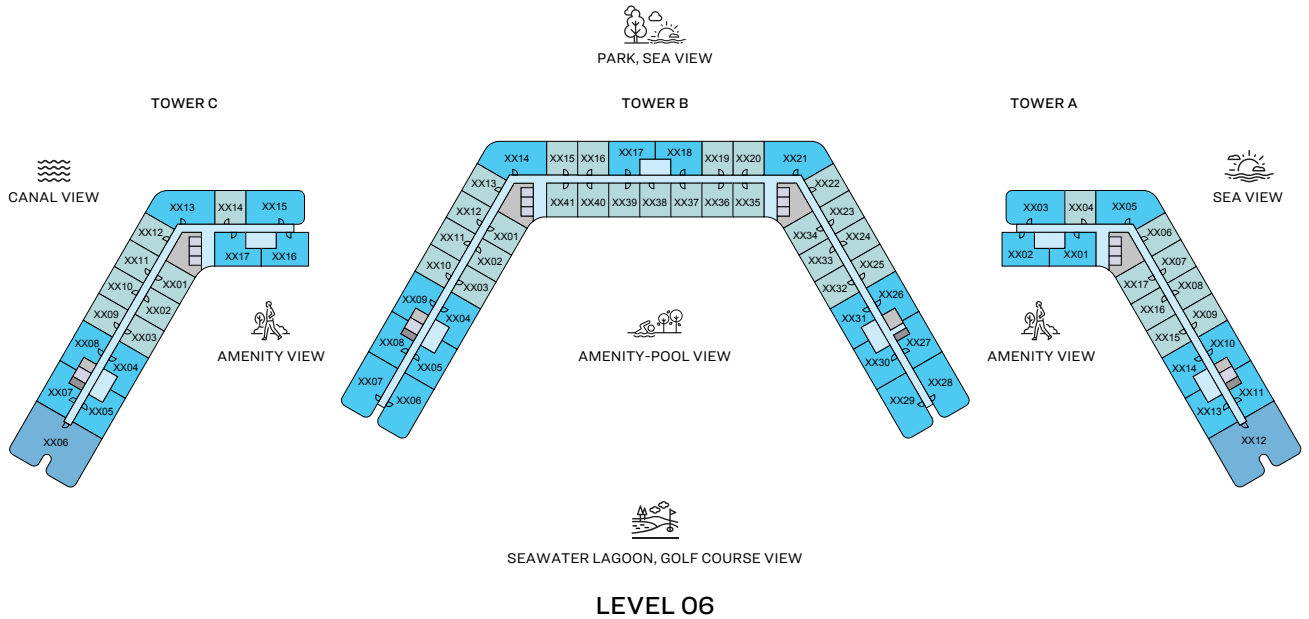 PARK, SEA VIEW
TOWER C
TOWER B
TOWER A
CANAL VIEW
SEA VIEW
XX13
XX14
XX15
XX12
XX11
XX10
XX09
XX08
XX07
XX06
XX05
XX04
XX03
XX02
XX01
XX17
XX16
AMENITY VIEW
XX14
XX15
XX16
XX17
XX18
XX19
XX20
XX21
XX13
XX12
XX11
XX10
XX09
XX08
XX07
XX06
XX05
XX04
XX03
XX02
XX01
XX41
XX40
XX39
XX38
XX37
XX36
XX35
XX22
XX23
XX24
XX25
XX26
XX27
XX28
XX29
XX30
XX31
XX32
XX33
XX34
AMENITY-POOL VIEW
XX03
XX04
XX05
XX02
XX01
XX06
XX07
XX08
XX09
XX10
XX11
XX12
XX13
XX14
XX15
XX16
XX17
AMENITY VIEW
SEAWATER LAGOON, GOLF COURSE VIEW
LEVEL 06